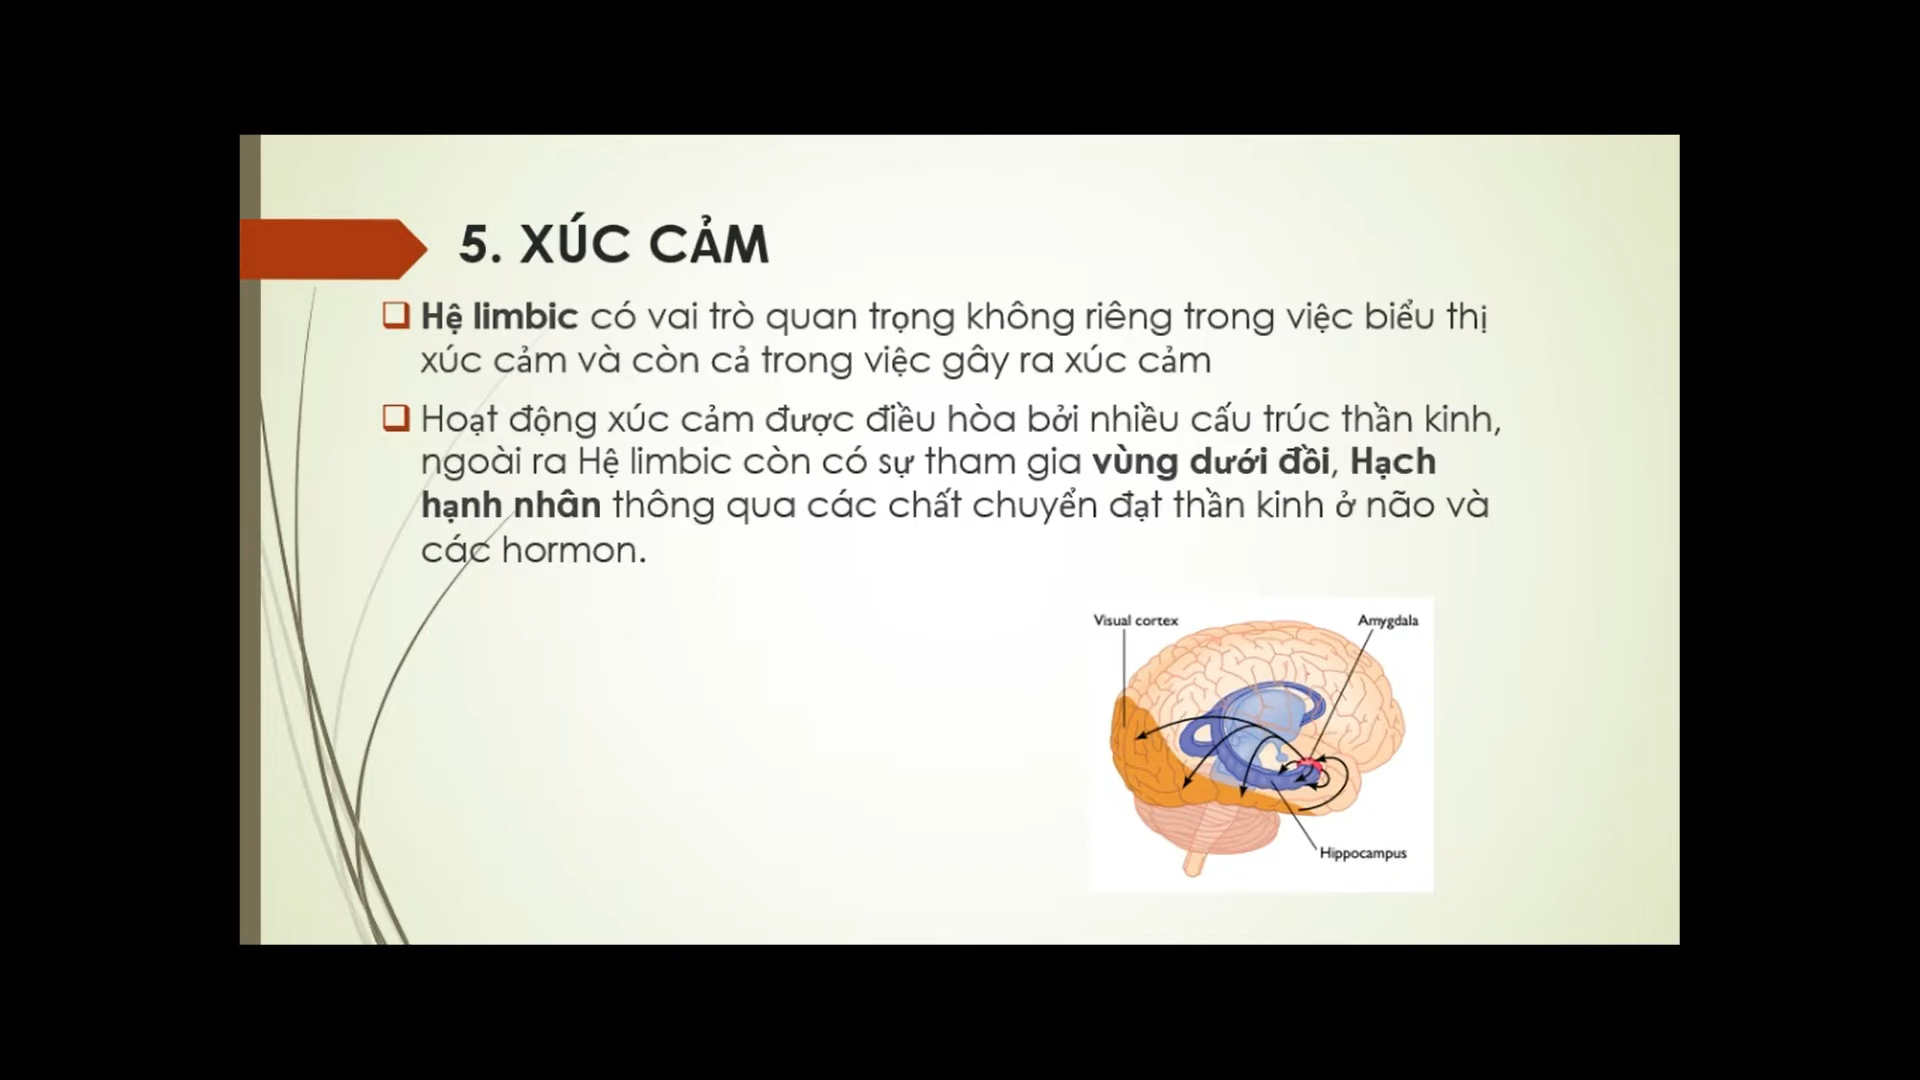 5. XÚC CẢM
Hệ limbic có vai trò quan trọng không riêng trong việc biểu thị
xúc cảm và còn cả trong việc gây ra xúc cảm
Hoạt động xúc cảm được điều hòa bởi nhiều cấu trúc thần kinh,
ngoài ra Hệ limbic còn có sự tham gia vùng dưới đồi, Hạch
hạnh nhân thông qua các chất chuyển đạt thần kinh ở não và
các hormon.
Visual cortex
Amygdala
Hippocampus